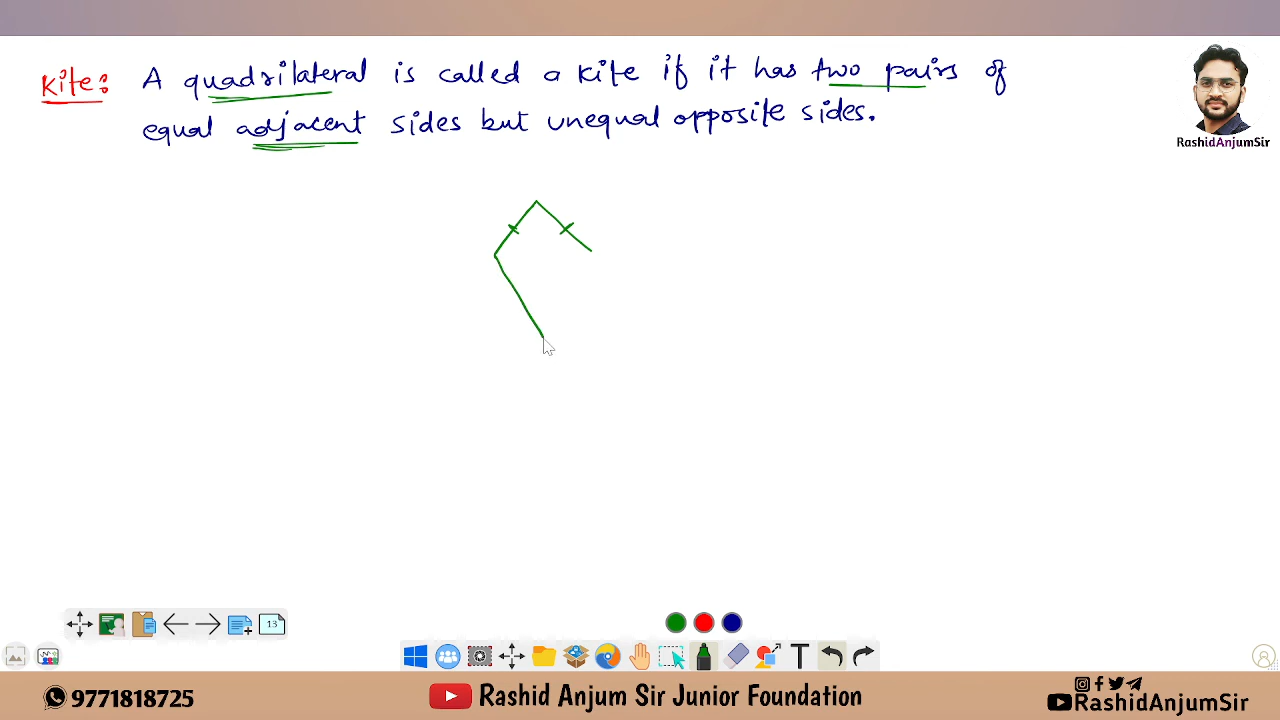 Kite: A quadrilateral is called a kite if it has two pairs of
equal adjacent sides but unequal opposite sides.
RashidAnjumSir
13
T
9771818725
Rashid Anjum Sir Junior Foundation
RashidAnjumSir